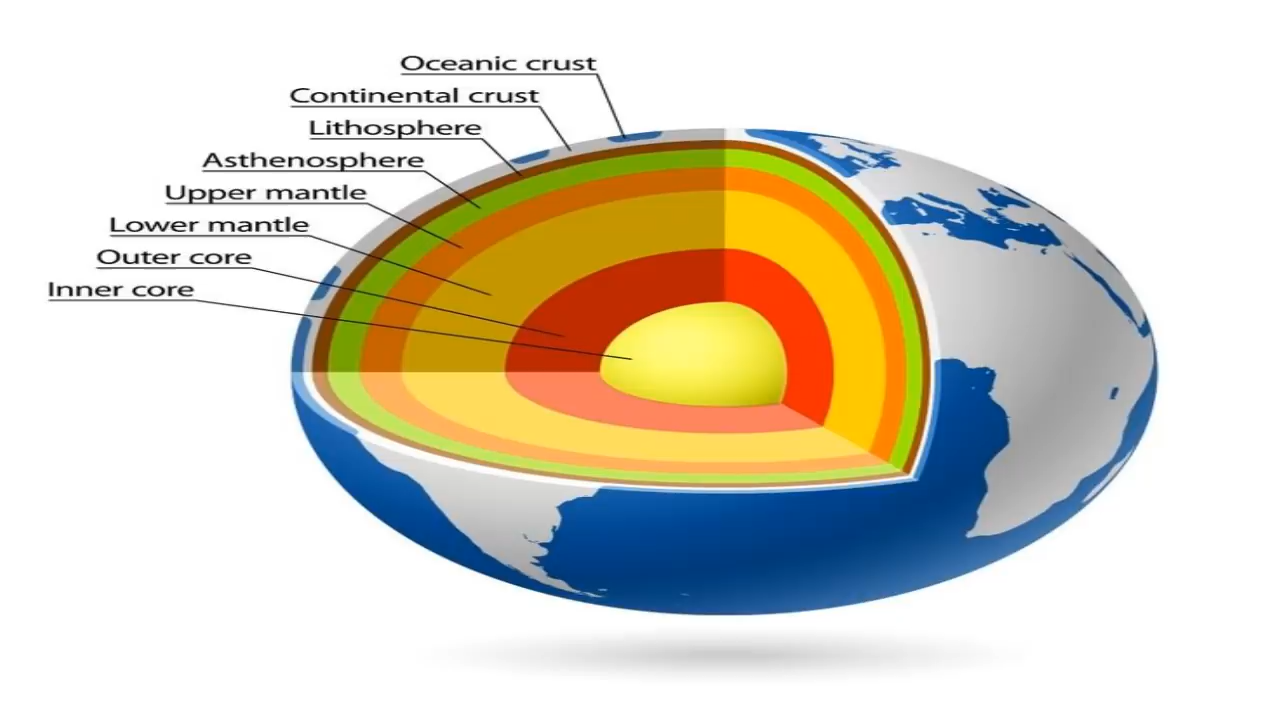 Oceanic crust
Continental crust
Lithosphere
Asthenosphere
Upper mantle
Lower mantle
Outer core
Inner core